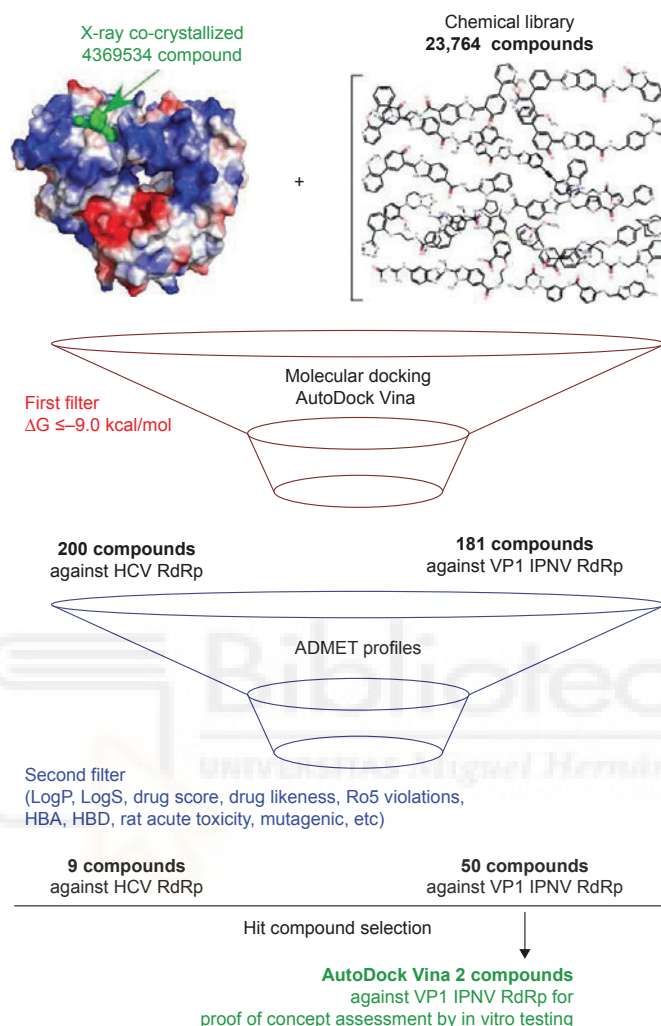 X-ray co-crystallized
4369534 compound
Chemical library
23,764 compounds
+
Molecular docking
AutoDock Vina
First filter
ΔG ≤–9.0 kcal/mol
200 compounds
against HCV RdRp
181 compounds
against VP1 IPNV RdRp
ADMET profiles
Bibliotec
UNIVERSITAS Miguel Hernán
Second filter
(LogP, LogS, drug score, drug likeness, Ro5 violations,
HBA, HBD, rat acute toxicity, mutagenic, etc)
9 compounds
against HCV RdRp
50 compounds
against VP1 IPNV RdRp
Hit compound selection
AutoDock Vina 2 compounds
against VP1 IPNV RdRp for
proof of concept assessment by in vitro testing